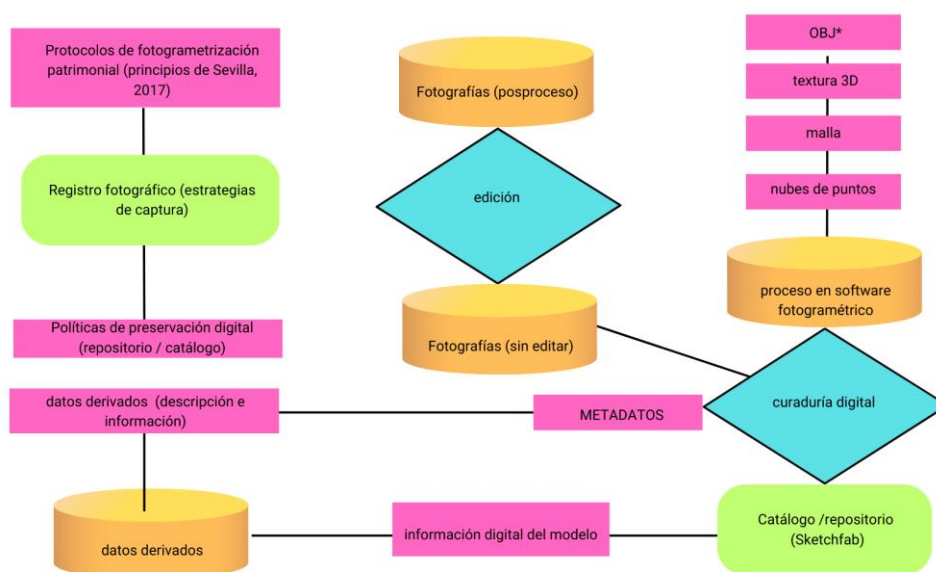 Protocolos de fotogrametrización
patrimonial (principios de Sevilla,
2017)
Registro fotográfico (estrategias
de captura)
Políticas de preservación digital
(repositorio / catálogo)
datos derivados (descripción e
información)
datos derivados
Fotografías (posproceso)
edición
Fotografías (sin editar)
METADATOS
información digital del modelo
OBJ*
textura 3D
malla
nubes de puntos
proceso en software
fotogramétrico
curaduría digital
Catálogo /repositorio
(Sketchfab)